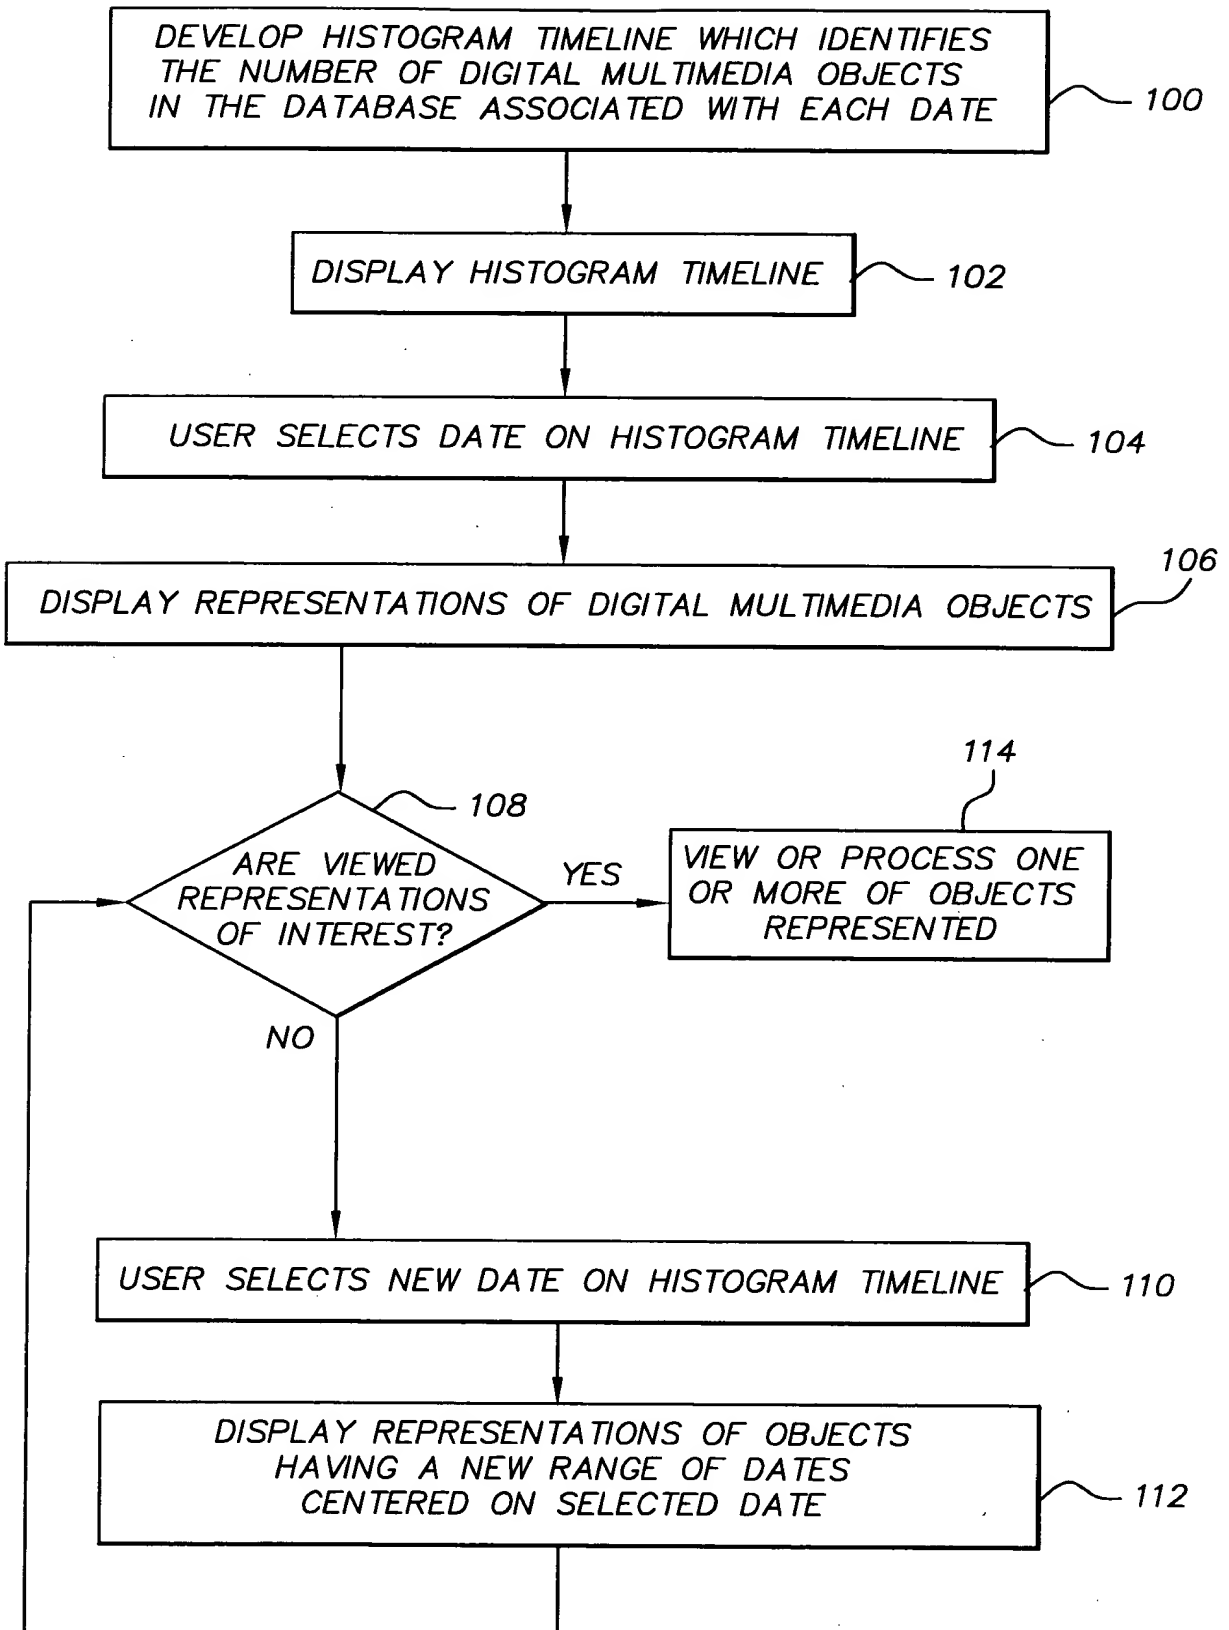 DEVELOP HISTOGRAM TIMELINE WHICH IDENTIFIES
THE NUMBER OF DIGITAL MULTIMEDIA OBJECTS
IN THE DATABASE ASSOCIATED WITH EACH DATE
100
DISPLAY HISTOGRAM TIMELINE
102
USER SELECTS DATE ON HISTOGRAM TIMELINE
104
106
DISPLAY REPRESENTATIONS OF DIGITAL MULTIMEDIA OBJECTS
114
108
ARE VIEWED
REPRESENTATIONS
OF INTEREST?
YES
VIEW OR PROCESS ONE
OR MORE OF OBJECTS
REPRESENTED
NO
USER SELECTS NEW DATE ON HISTOGRAM TIMELINE
110
DISPLAY REPRESENTATIONS OF OBJECTS
HAVING A NEW RANGE OF DATES
CENTERED ON SELECTED DATE
112